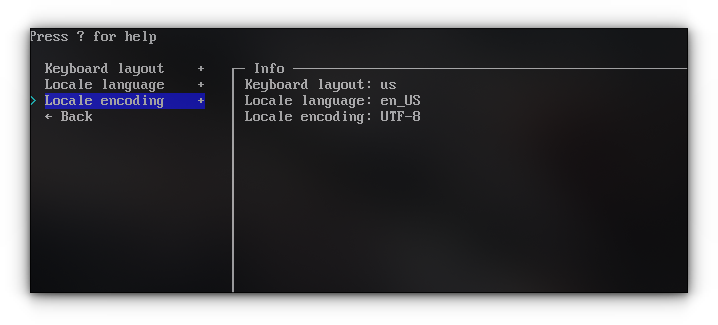 Press ? for help
Keyboard layout +
Locale language +
> Locale encoding +
← Back
Info
Keyboard layout: us
Locale language: en_US
Locale encoding: UTF-8